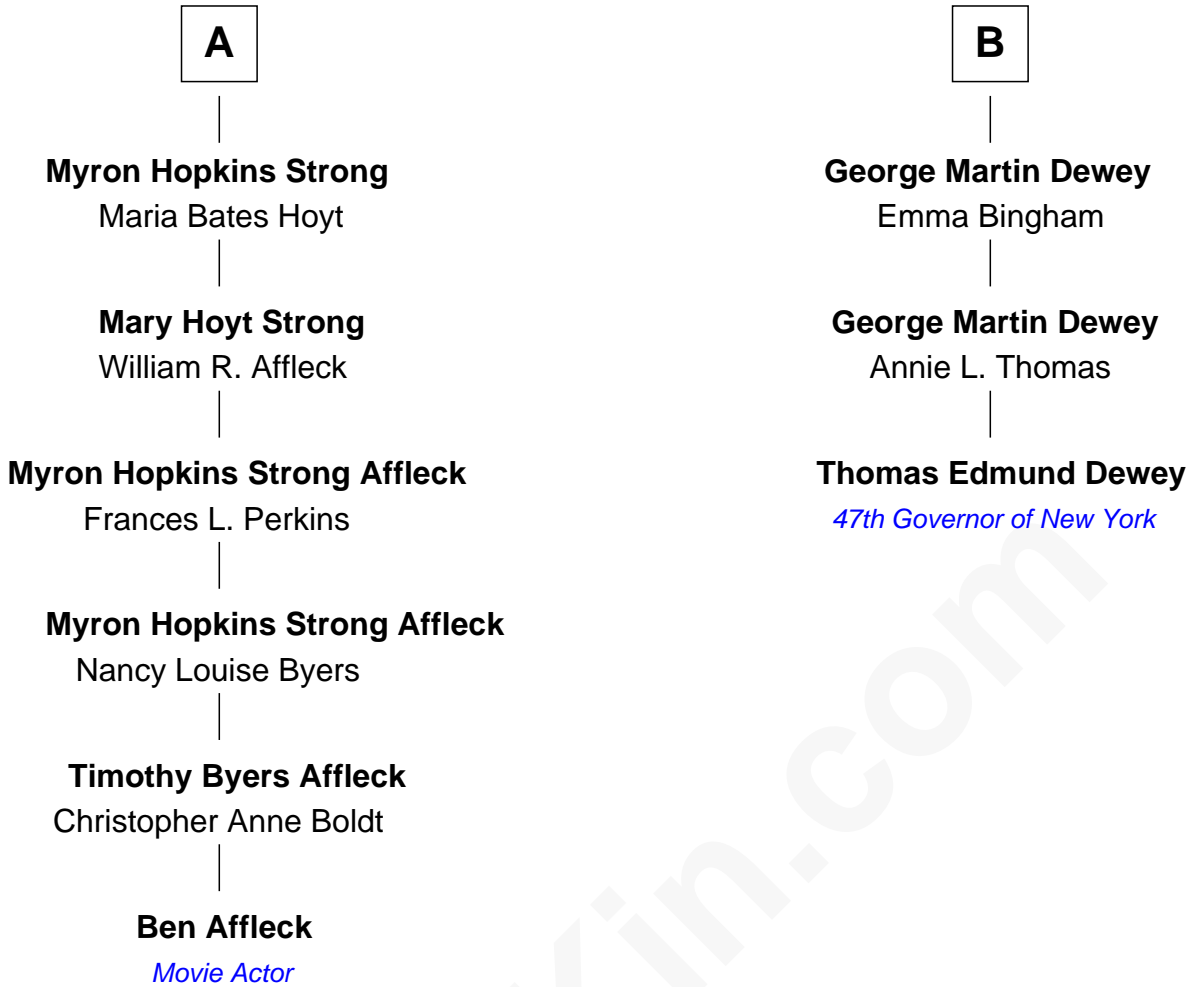 A
Myron Hopkins Strong
Maria Bates Hoyt
Mary Hoyt Strong
William R. Affleck
Myron Hopkins Strong Affleck
Frances L. Perkins
Myron Hopkins Strong Affleck
Nancy Louise Byers
Timothy Byers Affleck
Christopher Anne Boldt
Ben Affleck
Movie Actor
B
George Martin Dewey
Emma Bingham
George Martin Dewey
Annie L. Thomas
Thomas Edmund Dewey
47th Governor of New York